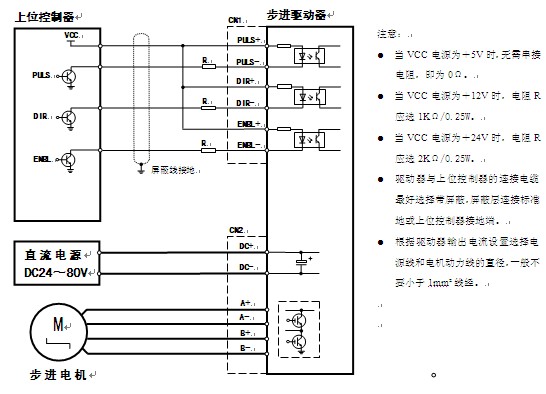 上位控制器
步进驱动器
CN1
VCC
PULS+
PULS
R
PULS-
DIR+
DIR
R
DIR-
ENBL+
ENBL
R
ENBL-
屏蔽线接地
CN2
直流电源
DC24～80V
DC+
DC-
+
M
A+
A-
B+
B-
步进电机
注意：
● 当 VCC 电源为+5V 时,无需串接
电阻，即为 0Ω。
● 当 VCC 电源为+12V 时，电阻 R
应选 1KΩ/0.25W。
● 当 VCC 电源为+24V 时，电阻 R
应选 2KΩ/0.25W。
● 驱动器与上位控制器的连接电缆
最好选择带屏蔽,屏蔽层连接标准
地或上位控制器接地端。
● 根据驱动器输出电流设置选择电
源线和电机动力线的直径,一般不
要小于 1mm² 线经。
。